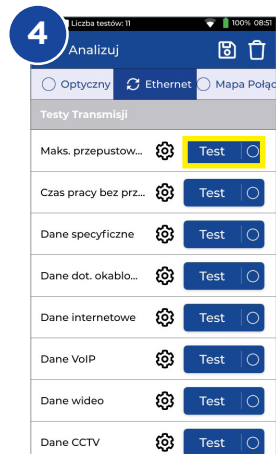 4
Liczba testów: 11 100% 08:51
Analizuj
Optyczny Ethernet Mapa Połąc
Testy Transmisji
Maks. przepustow... Test
Czas pracy bez prz... Test
Dane specyficzne Test
Dane dot. okablo... Test
Dane internetowe Test
Dane VoIP Test
Dane wideo Test
Dane CCTV Test